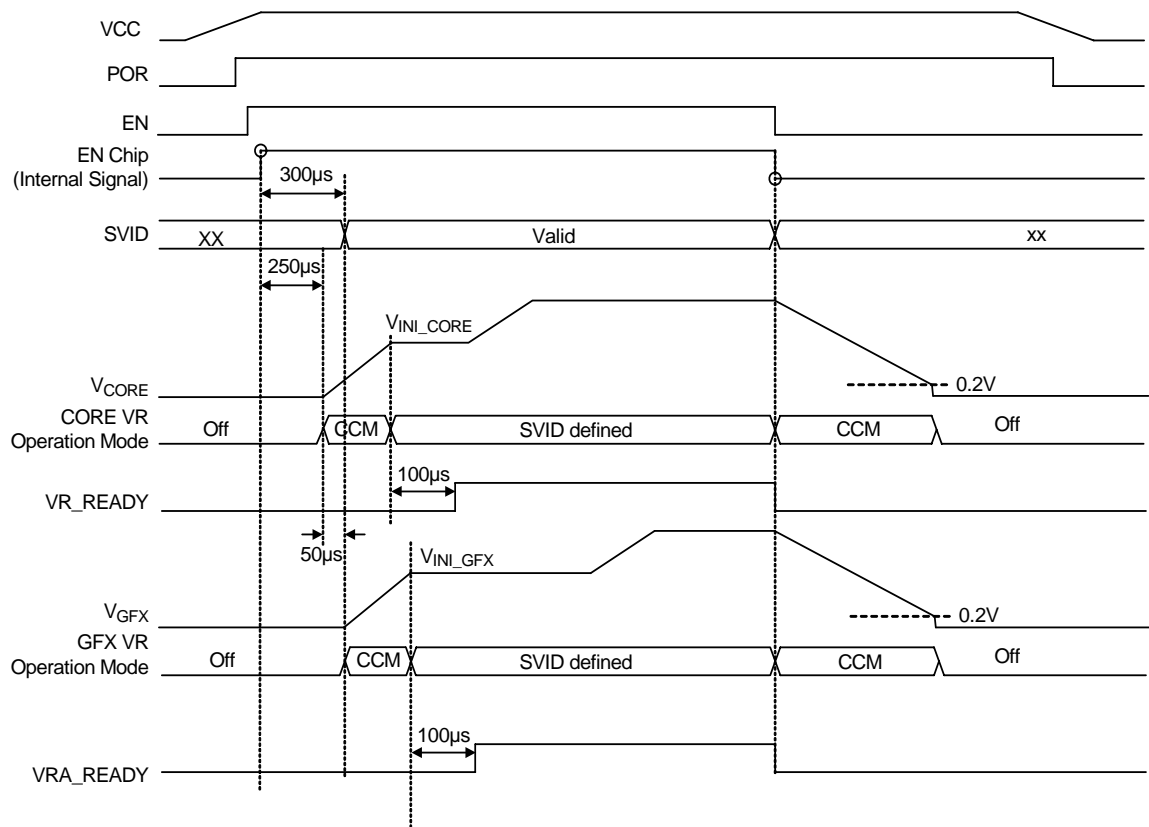 VCC
POR
EN
EN Chip
(Internal Signal)
300µs
SVID
XX
Valid
xx
250µs
VINI_CORE
VCORE
0.2V
CORE VR
Operation Mode
Off
CCM
SVID defined
CCM
Off
100µs
VR_READY
50µs
VINI_GFX
VGFX
0.2V
GFX VR
Operation Mode
Off
CCM
SVID defined
CCM
Off
100µs
VRA_READY